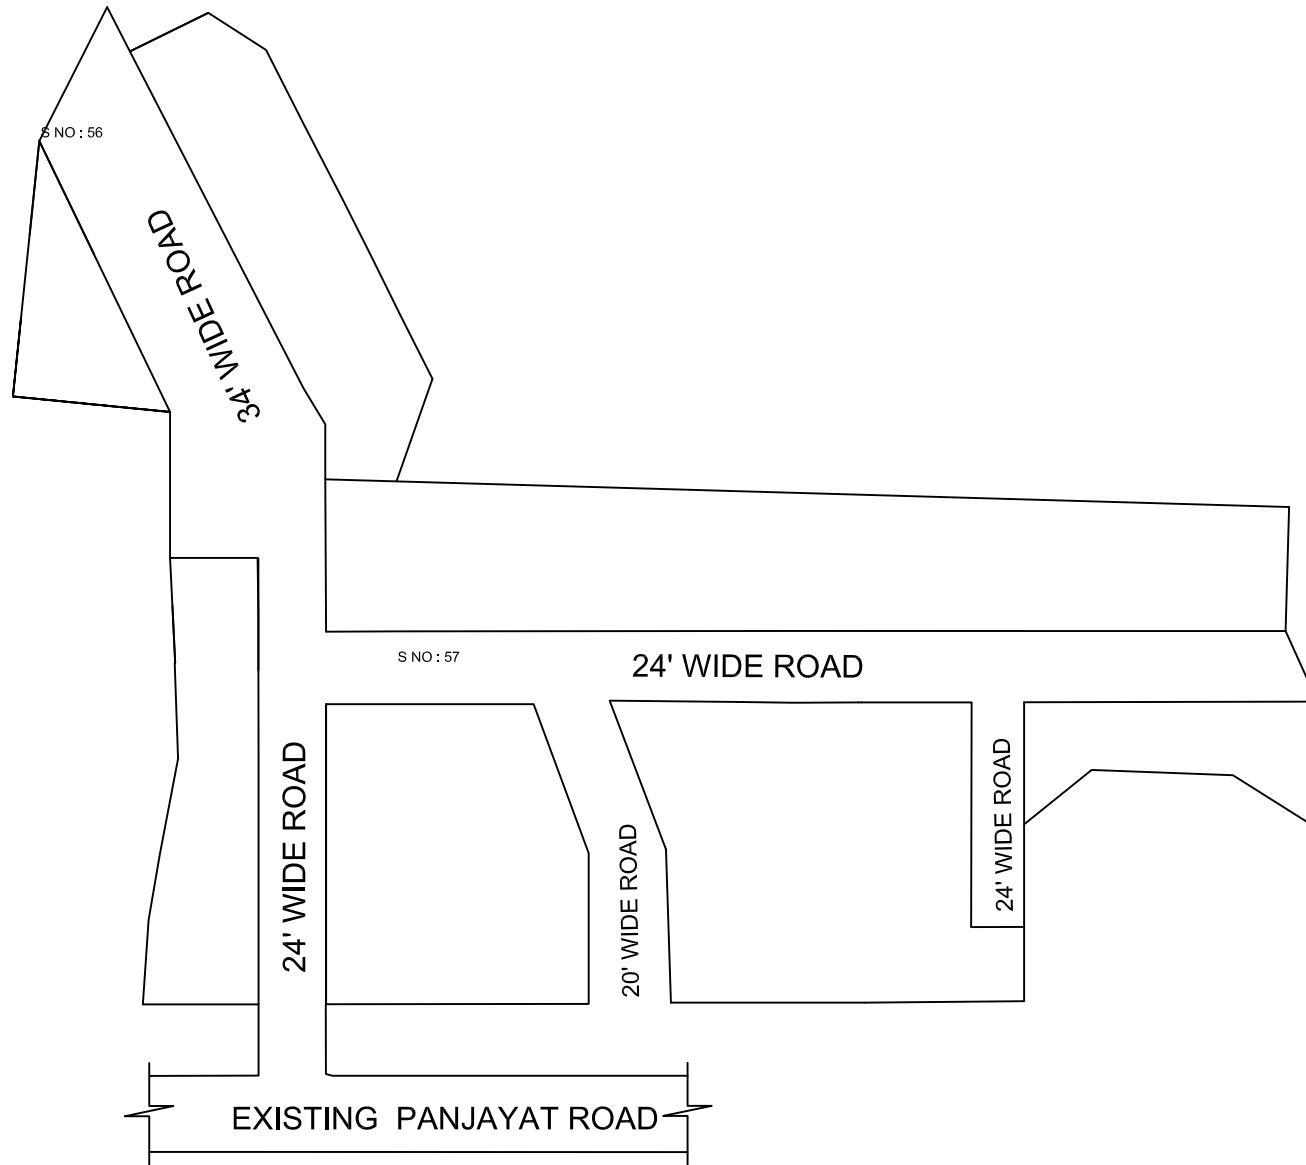 S NO : 56
34' WIDE ROAD
S NO : 57
24' WIDE ROAD
24' WIDE ROAD
20' WIDE ROAD
24' WIDE ROAD
EXISTING PANJAYAT ROAD